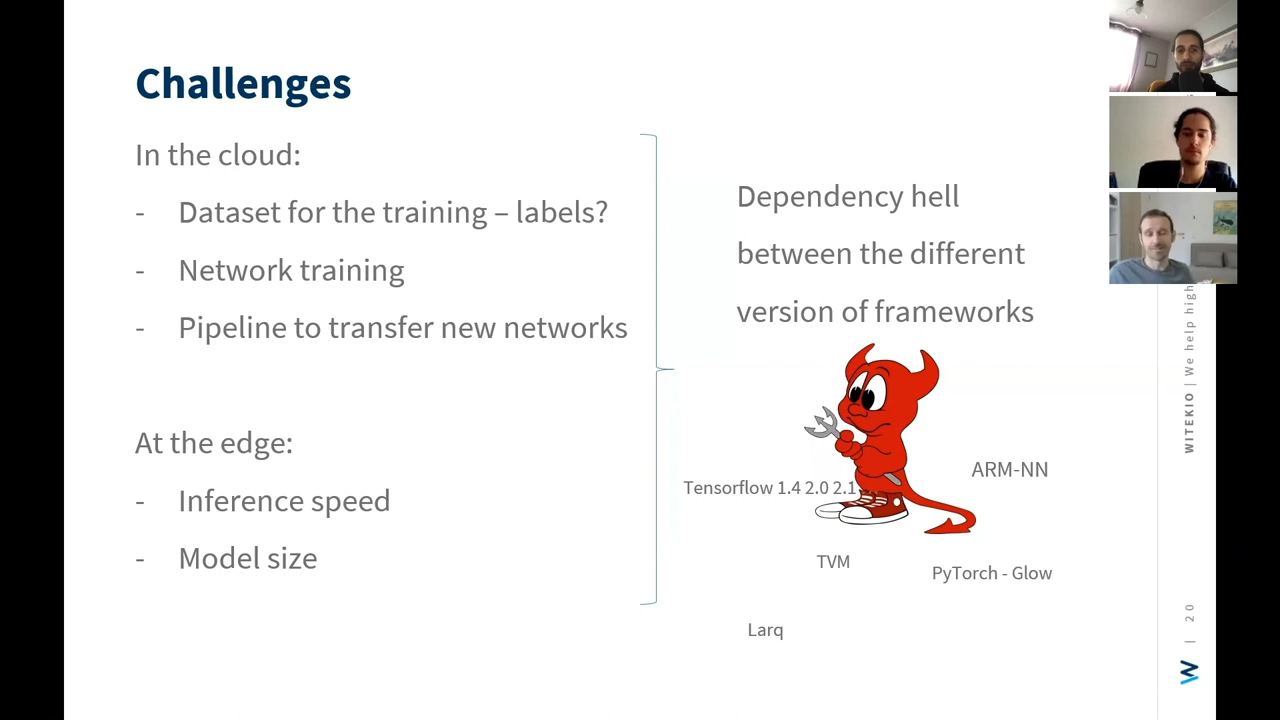 Challenges
In the cloud:
- Dataset for the training – labels?
- Network training
- Pipeline to transfer new networks
At the edge:
- Inference speed
- Model size
Dependency hell
between the different
version of frameworks
ARM-NN
Tensorflow 1.4 2.0 2.1
TVM
PyTorch - Glow
Larq
WITEKIO | We help high
| 20